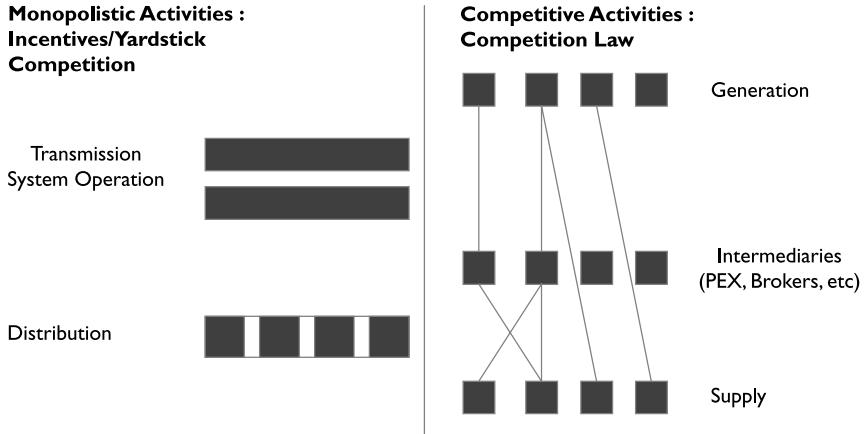 Monopolistic Activities :
Incentives/Yardstick
Competition
Transmission
System Operation
Distribution
Competitive Activities :
Competition Law
Generation
Intermediaries
(PEX, Brokers, etc)
Supply